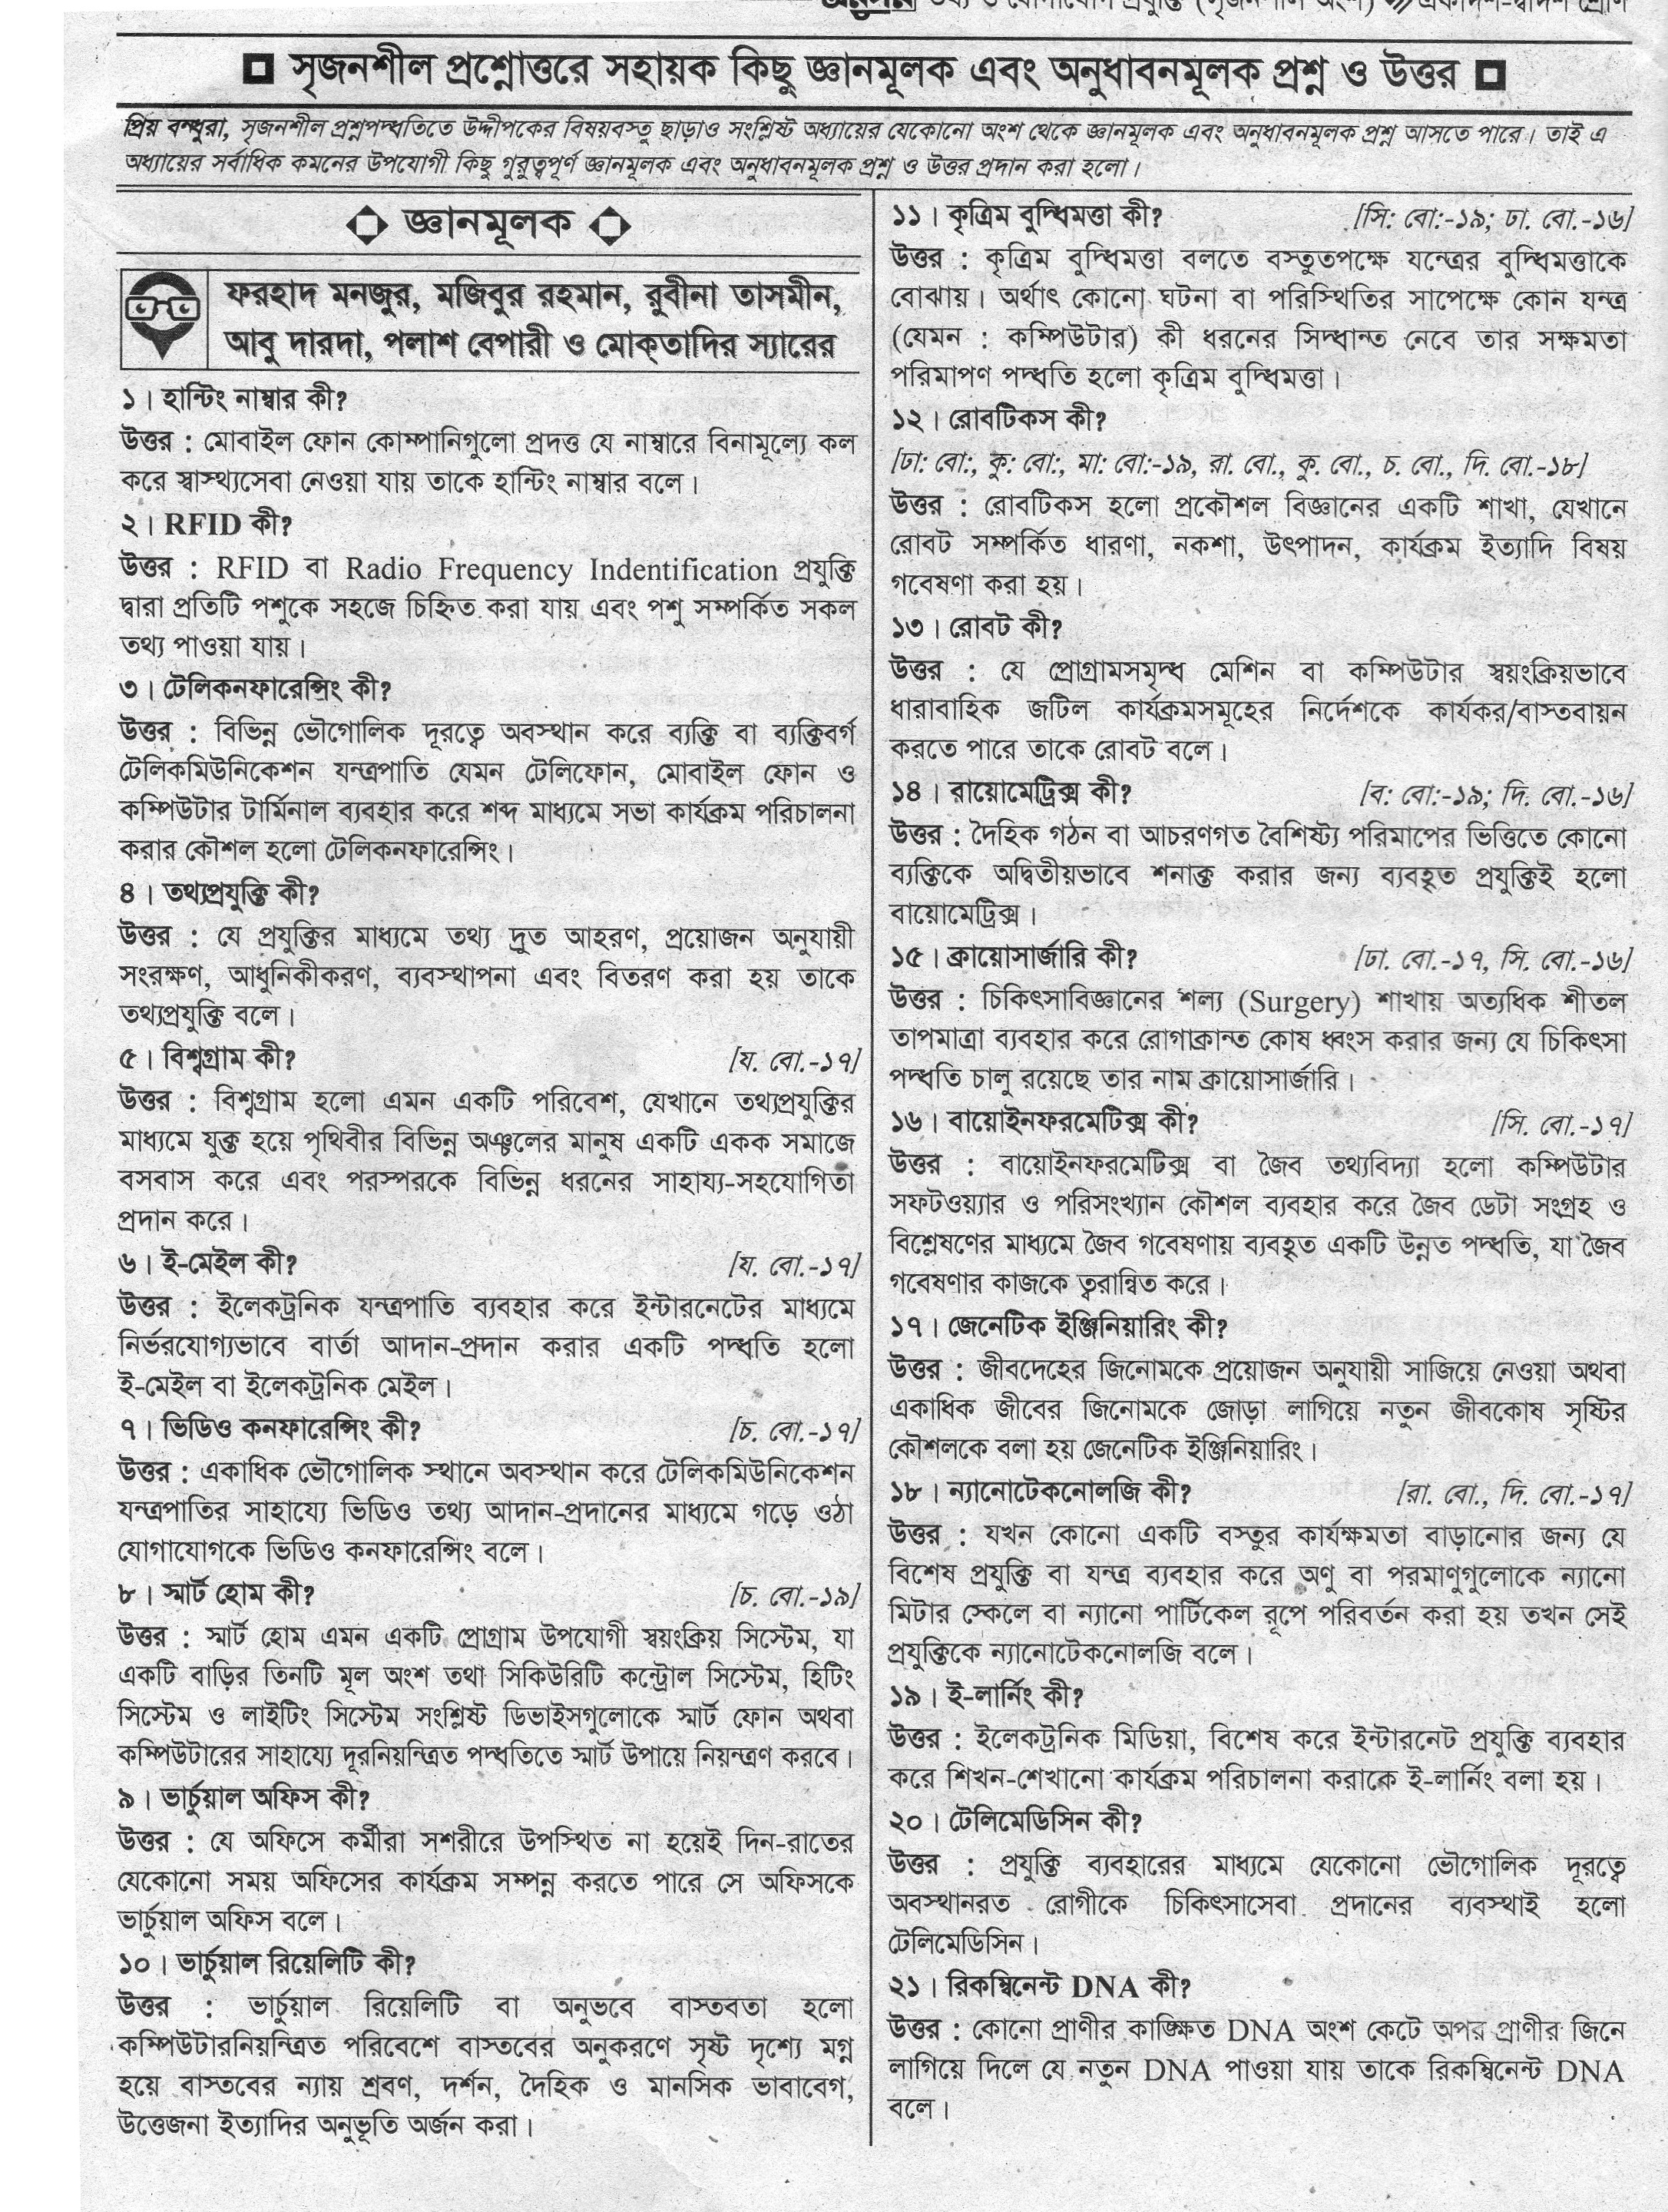 তথ্য ও যোগাযোগ প্রযুক্তি (সৃজনশীল অংশ) একাদশ-দ্বাদশ শ্রেণি
সৃজনশীল প্রশ্নোত্তরে সহায়ক কিছু জ্ঞানমূলক এবং অনুধাবনমূলক প্রশ্ন ও উত্তর
প্রিয় বন্ধুরা, সৃজনশীল প্রশ্নপদ্ধতিতে উদ্দীপকের বিষয়বস্তু ছাড়াও সংশ্লিষ্ট অধ্যায়ের যেকোনো অংশ থেকে জ্ঞানমূলক এবং অনুধাবনমূলক প্রশ্ন আসতে পারে। তাই এ
অধ্যায়ের সর্বাধিক কমনের উপযোগী কিছু গুরুত্বপূর্ণ জ্ঞানমূলক এবং অনুধাবনমূলক প্রশ্ন ও উত্তর প্রদান করা হলো।
জ্ঞানমূলক
ফরহাদ মনজুর, মজিবুর রহমান, রুবীনা তাসমীন,
আবু দারদা, পলাশ বেপারী ও মোক্তাদির স্যারের
১। হান্টিং নাম্বার কী?
উত্তর : মোবাইল ফোন কোম্পানিগুলো প্রদত্ত যে নাম্বারে বিনামূল্যে কল
করে স্বাস্থ্যসেবা নেওয়া যায় তাকে হান্টিং নাম্বার বলে।
২। RFID কী?
উত্তর : RFID বা Radio Frequency Indentification প্রযুক্তি
দ্বারা প্রতিটি পশুকে সহজে চিহ্নিত করা যায় এবং পশু সম্পর্কিত সকল
তথ্য পাওয়া যায়।
৩। টেলিকনফারেন্সিং কী?
উত্তর : বিভিন্ন ভৌগোলিক দূরত্বে অবস্থান করে ব্যক্তি বা ব্যক্তিবর্গ
টেলিকমিউনিকেশন যন্ত্রপাতি যেমন টেলিফোন, মোবাইল ফোন ও
কম্পিউটার টার্মিনাল ব্যবহার করে শব্দ মাধ্যমে সভা কার্যক্রম পরিচালনা
করার কৌশল হলো টেলিকনফারেন্সিং।
৪। তথ্যপ্রযুক্তি কী?
উত্তর : যে প্রযুক্তির মাধ্যমে তথ্য দ্রুত আহরণ, প্রয়োজন অনুযায়ী
সংরক্ষণ, আধুনিকীকরণ, ব্যবস্থাপনা এবং বিতরণ করা হয় তাকে
তথ্যপ্রযুক্তি বলে।
৫। বিশ্বগ্রাম কী? [য. বো.-১৭]
উত্তর : বিশ্বগ্রাম হলো এমন একটি পরিবেশ, যেখানে তথ্যপ্রযুক্তির
মাধ্যমে যুক্ত হয়ে পৃথিবীর বিভিন্ন অঞ্চলের মানুষ একটি একক সমাজে
বসবাস করে এবং পরস্পরকে বিভিন্ন ধরনের সাহায্য-সহযোগিতা
প্রদান করে।
৬। ই-মেইল কী? [য. বো.-১৭]
উত্তর : ইলেকট্রনিক যন্ত্রপাতি ব্যবহার করে ইন্টারনেটের মাধ্যমে
নির্ভরযোগ্যভাবে বার্তা আদান-প্রদান করার একটি পদ্ধতি হলো
ই-মেইল বা ইলেকট্রনিক মেইল।
৭। ভিডিও কনফারেন্সিং কী? [চ. বো.-১৭]
উত্তর : একাধিক ভৌগোলিক স্থানে অবস্থান করে টেলিকমিউনিকেশন
যন্ত্রপাতির সাহায্যে ভিডিও তথ্য আদান-প্রদানের মাধ্যমে গড়ে ওঠা
যোগাযোগকে ভিডিও কনফারেন্সিং বলে।
৮। স্মার্ট হোম কী? [চ. বো.-১৯]
উত্তর : স্মার্ট হোম এমন একটি প্রোগ্রাম উপযোগী স্বয়ংক্রিয় সিস্টেম, যা
একটি বাড়ির তিনটি মূল অংশ তথা সিকিউরিটি কন্ট্রোল সিস্টেম, হিটিং
সিস্টেম ও লাইটিং সিস্টেম সংশ্লিষ্ট ডিভাইসগুলোকে স্মার্ট ফোন অথবা
কম্পিউটারের সাহায্যে দূরনিয়ন্ত্রিত পদ্ধতিতে স্মার্ট উপায়ে নিয়ন্ত্রণ করবে।
৯। ভার্চুয়াল অফিস কী?
উত্তর : যে অফিসে কর্মীরা সশরীরে উপস্থিত না হয়েই দিন-রাতের
যেকোনো সময় অফিসের কার্যক্রম সম্পন্ন করতে পারে সে অফিসকে
ভার্চুয়াল অফিস বলে।
১০। ভার্চুয়াল রিয়েলিটি কী?
উত্তর : ভার্চুয়াল রিয়েলিটি বা অনুভবে বাস্তবতা হলো
কম্পিউটারনিয়ন্ত্রিত পরিবেশে বাস্তবের অনুকরণে সৃষ্ট দৃশ্যে মগ্ন
হয়ে বাস্তবের ন্যায় শ্রবণ, দর্শন, দৈহিক ও মানসিক ভাবাবেগ,
উত্তেজনা ইত্যাদির অনুভূতি অর্জন করা।
১১। কৃত্রিম বুদ্ধিমত্তা কী? [সি: বো:-১৯; ঢা. বো.-১৬]
উত্তর : কৃত্রিম বুদ্ধিমত্তা বলতে বস্তুতপক্ষে যন্ত্রের বুদ্ধিমত্তাকে
বোঝায়। অর্থাৎ কোনো ঘটনা বা পরিস্থিতির সাপেক্ষে কোন যন্ত্র
(যেমন : কম্পিউটার) কী ধরনের সিদ্ধান্ত নেবে তার সক্ষমতা
পরিমাপণ পদ্ধতি হলো কৃত্রিম বুদ্ধিমত্তা।
১২। রোবটিকস কী?
[ঢা: বো:, কু: বো:, মা: বো:-১৯, রা. বো., কু. বো., চ. বো., দি. বো.-১৮]
উত্তর : রোবটিকস হলো প্রকৌশল বিজ্ঞানের একটি শাখা, যেখানে
রোবট সম্পর্কিত ধারণা, নকশা, উৎপাদন, কার্যক্রম ইত্যাদি বিষয়
গবেষণা করা হয়।
১৩। রোবট কী?
উত্তর : যে প্রোগ্রামসমৃদ্ধ মেশিন বা কম্পিউটার স্বয়ংক্রিয়ভাবে
ধারাবাহিক জটিল কার্যক্রমসমূহের নির্দেশকে কার্যকর/বাস্তবায়ন
করতে পারে তাকে রোবট বলে।
১৪। রায়োমেট্রিক্স কী? [ব: বো:-১৯; দি. বো.-১৬]
উত্তর : দৈহিক গঠন বা আচরণগত বৈশিষ্ট্য পরিমাপের ভিত্তিতে কোনো
ব্যক্তিকে অদ্বিতীয়ভাবে শনাক্ত করার জন্য ব্যবহৃত প্রযুক্তিই হলো
বায়োমেট্রিক্স।
১৫। ক্রায়োসার্জারি কী? [ঢা. বো.-১৭, সি. বো.-১৬]
উত্তর : চিকিৎসাবিজ্ঞানের শল্য (Surgery) শাখায় অত্যধিক শীতল
তাপমাত্রা ব্যবহার করে রোগাক্রান্ত কোষ ধ্বংস করার জন্য যে চিকিৎসা
পদ্ধতি চালু রয়েছে তার নাম ক্রায়োসার্জারি।
১৬। বায়োইনফরমেটিক্স কী? [সি. বো.-১৭]
উত্তর : বায়োইনফরমেটিক্স বা জৈব তথ্যবিদ্যা হলো কম্পিউটার
সফটওয়্যার ও পরিসংখ্যান কৌশল ব্যবহার করে জৈব ডেটা সংগ্রহ ও
বিশ্লেষণের মাধ্যমে জৈব গবেষণায় ব্যবহৃত একটি উন্নত পদ্ধতি, যা জৈব
গবেষণার কাজকে ত্বরান্বিত করে।
১৭। জেনেটিক ইঞ্জিনিয়ারিং কী?
উত্তর : জীবদেহের জিনোমকে প্রয়োজন অনুযায়ী সাজিয়ে নেওয়া অথবা
একাধিক জীবের জিনোমকে জোড়া লাগিয়ে নতুন জীবকোষ সৃষ্টির
কৌশলকে বলা হয় জেনেটিক ইঞ্জিনিয়ারিং।
১৮। ন্যানোটেকনোলজি কী? [রা. বো., দি. বো.-১৭]
উত্তর : যখন কোনো একটি বস্তুর কার্যক্ষমতা বাড়ানোর জন্য যে
বিশেষ প্রযুক্তি বা যন্ত্র ব্যবহার করে অণু বা পরমাণুগুলোকে ন্যানো
মিটার স্কেলে বা ন্যানো পার্টিকেল রূপে পরিবর্তন করা হয় তখন সেই
প্রযুক্তিকে ন্যানোটেকনোলজি বলে।
১৯। ই-লার্নিং কী?
উত্তর : ইলেকট্রনিক মিডিয়া, বিশেষ করে ইন্টারনেট প্রযুক্তি ব্যবহার
করে শিখন-শেখানো কার্যক্রম পরিচালনা করাকে ই-লার্নিং বলা হয়।
২০। টেলিমেডিসিন কী?
উত্তর : প্রযুক্তি ব্যবহারের মাধ্যমে যেকোনো ভৌগোলিক দূরত্বে
অবস্থানরত রোগীকে চিকিৎসাসেবা প্রদানের ব্যবস্থাই হলো
টেলিমেডিসিন।
২১। রিকম্বিনেন্ট DNA কী?
উত্তর : কোনো প্রাণীর কাঙ্ক্ষিত DNA অংশ কেটে অপর প্রাণীর জিনে
লাগিয়ে দিলে যে নতুন DNA পাওয়া যায় তাকে রিকম্বিনেন্ট DNA
বলে।